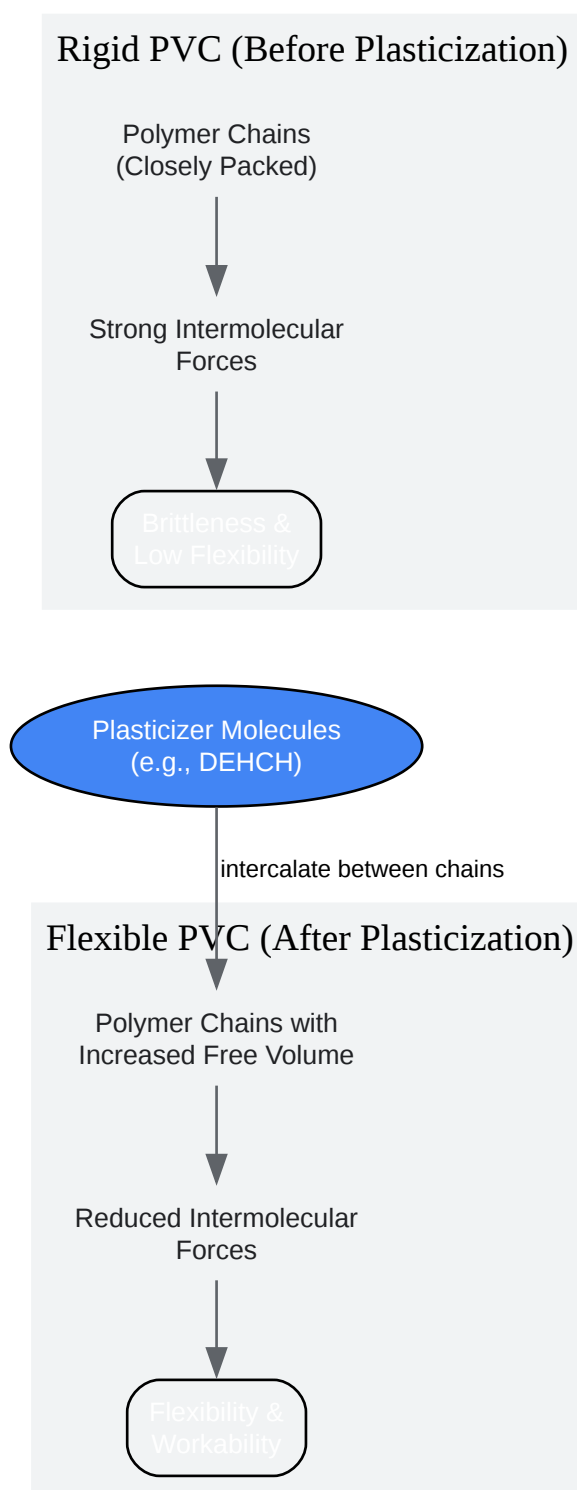 Rigid PVC (Before Plasticization)
Polymer Chains
(Closely Packed)
Strong Intermolecular
Forces
Brittleness &
Low Flexibility
Plasticizer Molecules
(e.g., DEHCH)
intercalate between chains
Flexible PVC (After Plasticization)
Polymer Chains with
Increased Free Volume
Reduced Intermolecular
Forces
Flexibility &
Workability